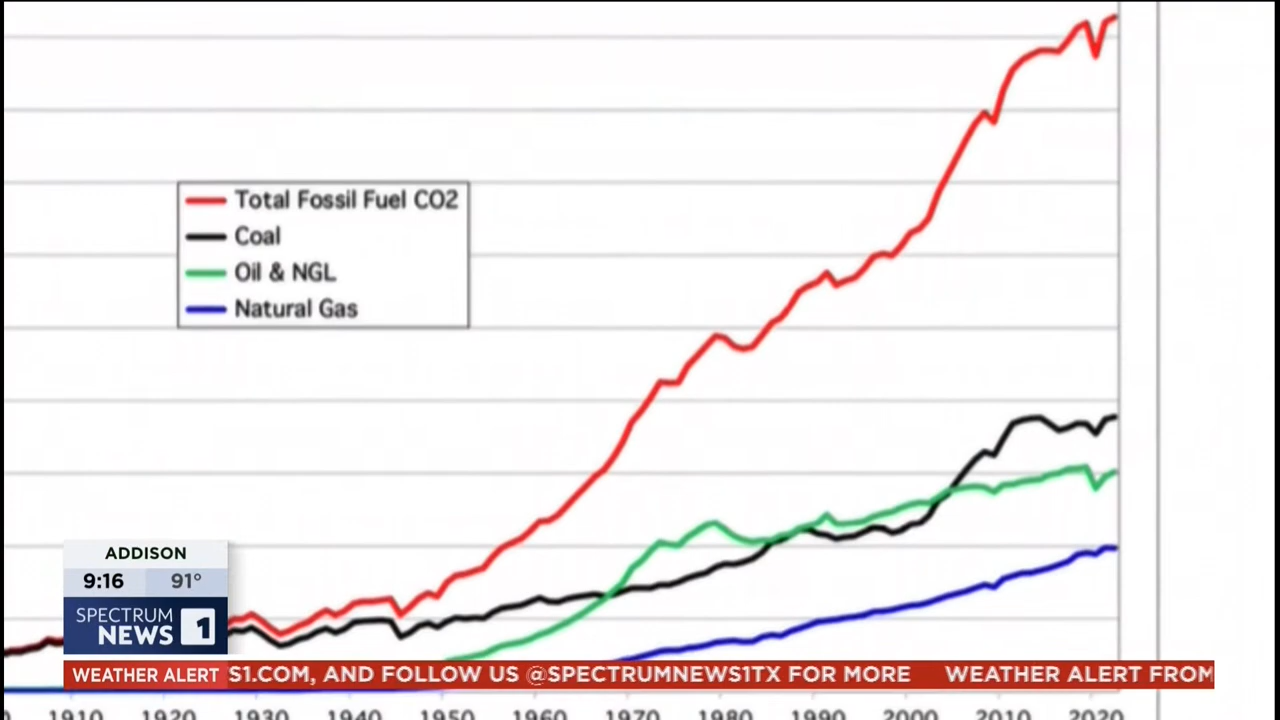 Total Fossil Fuel CO2
Coal
Oil & NGL
Natural Gas
ADDISON
9:16 91°
SPECTRUM
NEWS 1
WEATHER ALERT S1.COM, AND FOLLOW US @SPECTRUMNEWS1TX FOR MORE WEATHER ALERT FROM
0 1910 1920 1930 1940 1950 1960 1970 1980 1990 2000 2010 2020